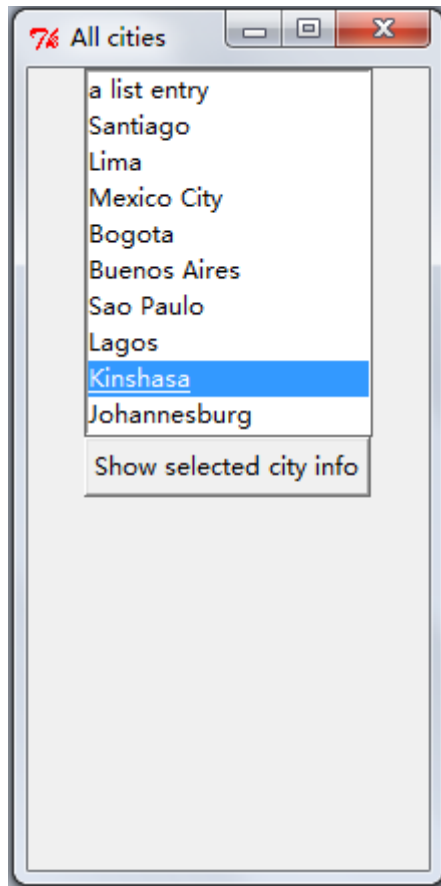 All cities
a list entry
Santiago
Lima
Mexico City
Bogota
Buenos Aires
Sao Paulo
Lagos
Kinshasa
Johannesburg
Show selected city info